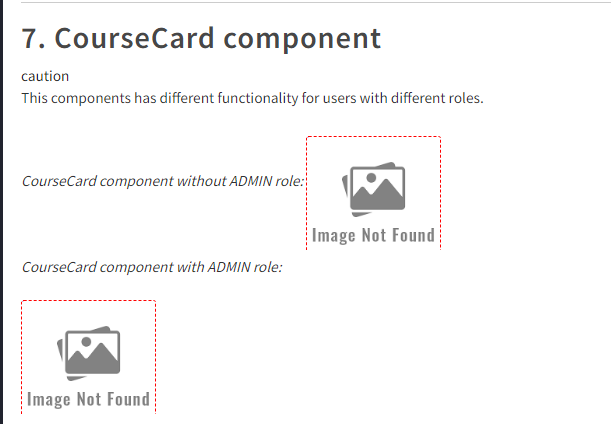 7. CourseCard component
caution
This components has different functionality for users with different roles.
CourseCard component without ADMIN role:
Image Not Found
CourseCard component with ADMIN role:
Image Not Found